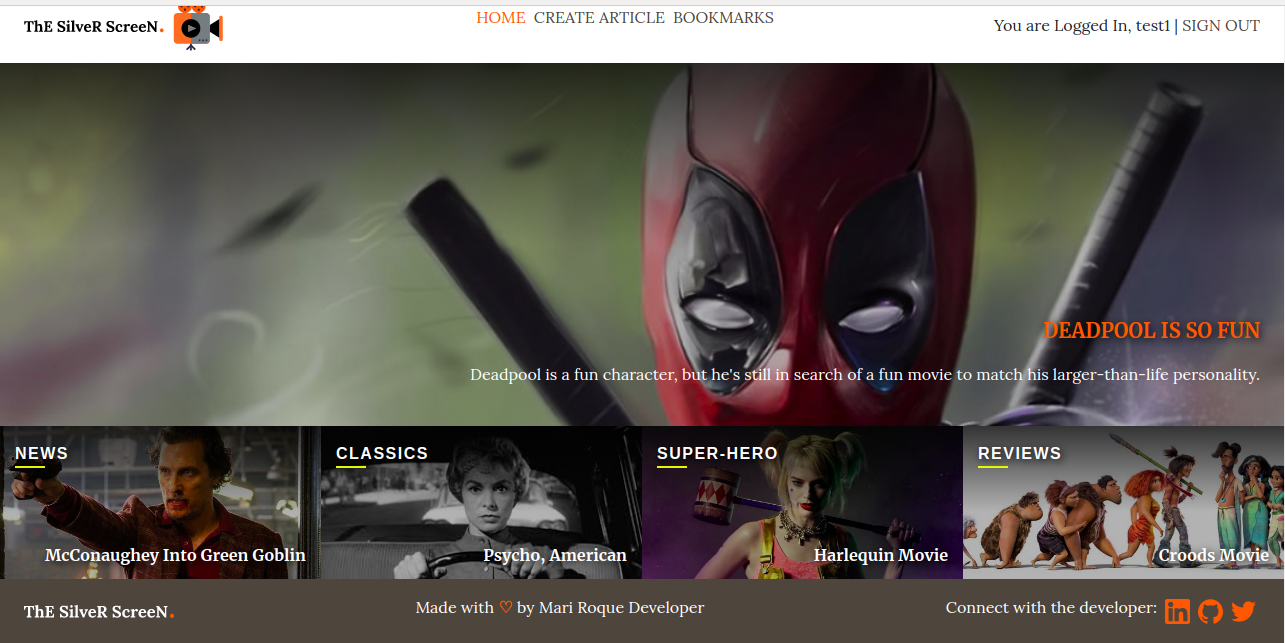 ThE SilveR ScreeN.
HOME CREATE ARTICLE BOOKMARKS
You are Logged In, test1 | SIGN OUT
DEADPOOL IS SO FUN
Deadpool is a fun character, but he's still in search of a fun movie to match his larger-than-life personality.
NEWS
McConaughey Into Green Goblin
CLASSICS
Psycho, American
SUPER-HERO
Harlequin Movie
REVIEWS
Croods Movie
ThE SilveR ScreeN.
Made with ♡ by Mari Roque Developer
Connect with the developer: in